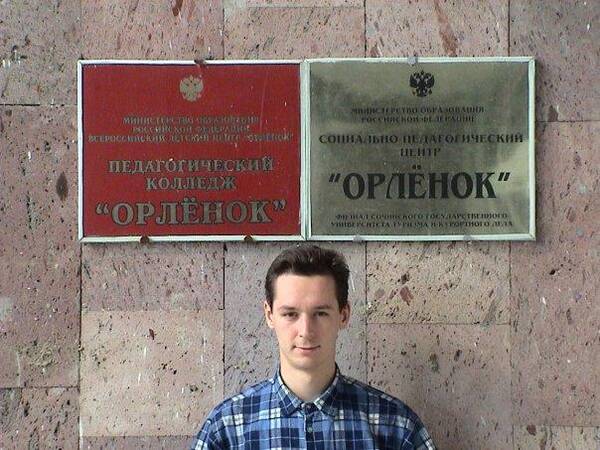 МИНИСТЕРСТВО ОБРАЗОВАНИЯ
РОССИЙСКОЙ ФЕДЕРАЦИИ
ВСЕРОССИЙСКИЙ ДЕТСКИЙ ЦЕНТР "ОРЛЁНОК"
ПЕДАГОГИЧЕСКИЙ
КОЛЛЕДЖ
"ОРЛЁНОК"
МИНИСТЕРСТВО ОБРАЗОВАНИЯ
РОССИЙСКОЙ ФЕДЕРАЦИИ
СОЦИАЛЬНО ПЕДАГОГИЧЕСКИЙ
ЦЕНТР
"ОРЛЁНОК"
ФИЛИАЛ СОЧИНСКОГО ГОСУДАРСТВЕННОГО
УНИВЕРСИТЕТА ТУРИЗМА И КУРОРТНОГО ДЕЛА